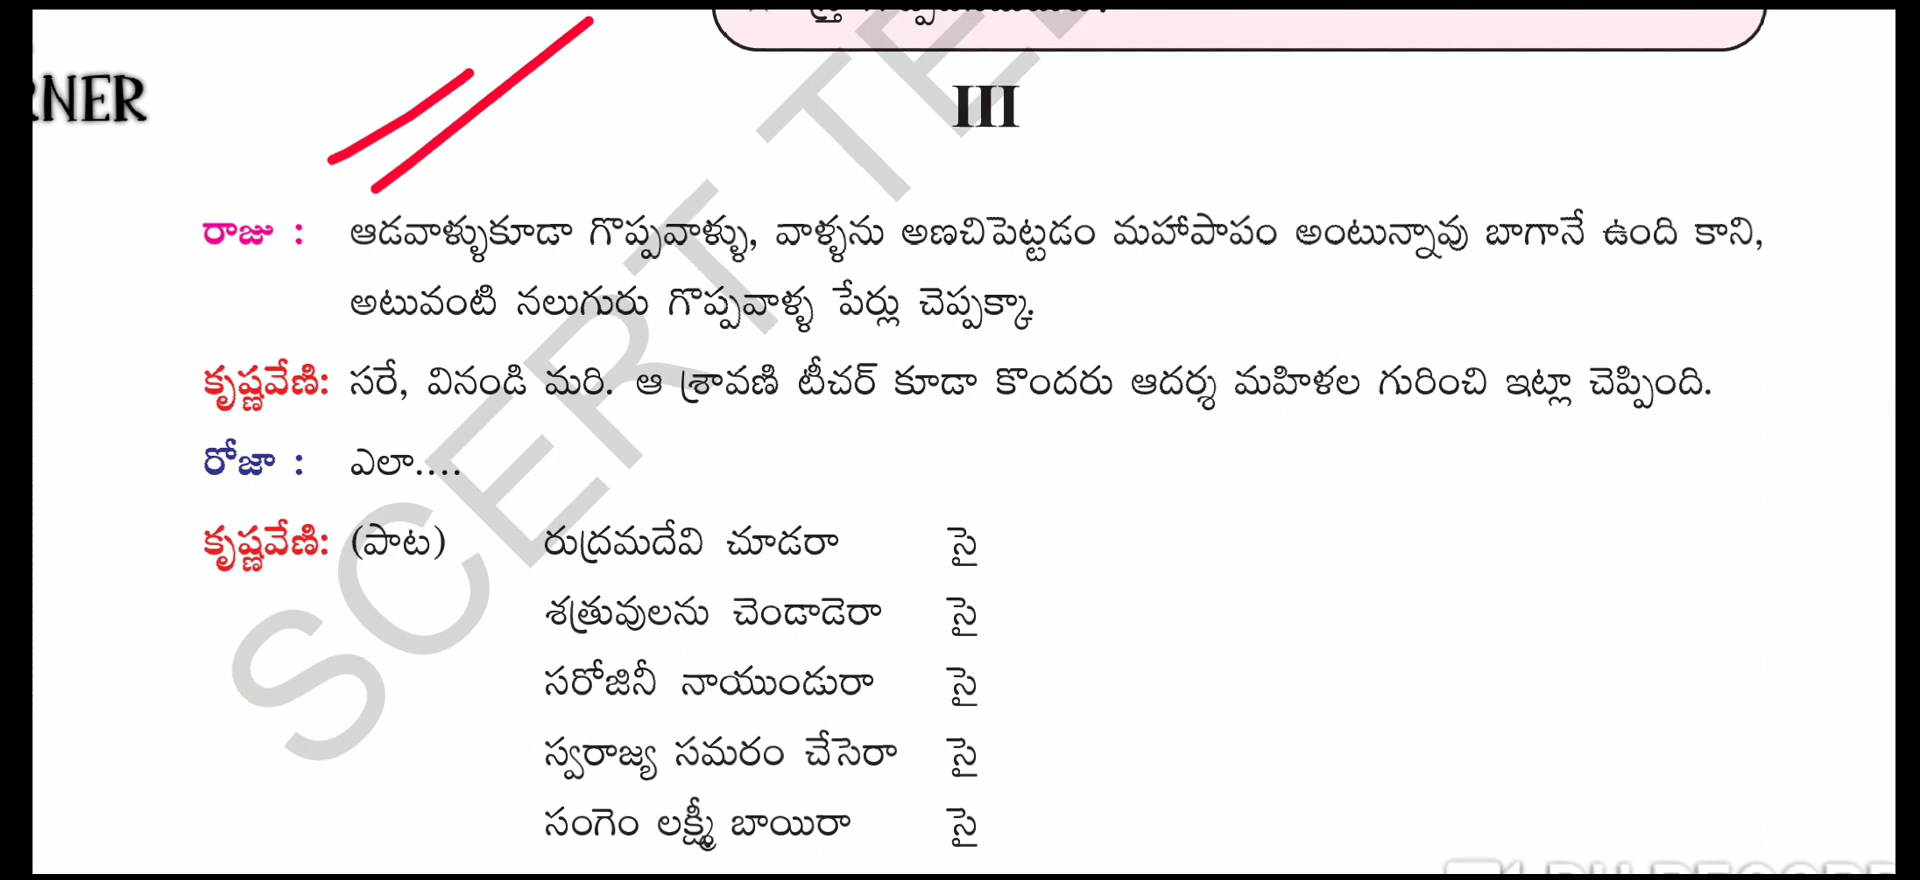 RNER
III
రాజు : ఆడవాళ్ళుకూడా గొప్పవాళ్ళు, వాళ్ళను అణచిపెట్టడం మహాపాపం అంటున్నావు బాగానే ఉంది కాని,
అటువంటి నలుగురు గొప్పవాళ్ళ పేర్లు చెప్పక్కా.
కృష్ణవేణి: సరే, వినండి మరి. ఆ శ్రావణి టీచర్ కూడా కొందరు ఆదర్శ మహిళల గురించి ఇట్లా చెప్పింది.
రోజా : ఎలా....
కృష్ణవేణి: (పాట) రుద్రమదేవి చూడరా సై
శత్రువులను చెండాడెరా సై
సరోజినీ నాయుండురా సై
స్వరాజ్య సమరం చేసెరా సై
సంగెం లక్ష్మీ బాయిరా సై
SCERT TEL